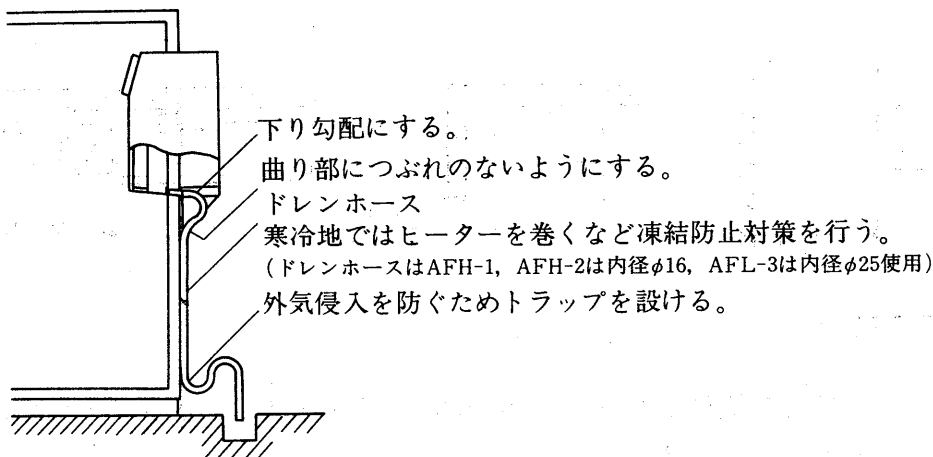 下り勾配にする。
曲り部につぶれのないようにする。
ドレンホース
寒冷地ではヒーターを巻くなど凍結防止対策を行う。
(ドレンホースはAFH-1, AFH-2は内径φ16, AFL-3は内径φ25使用)
外気侵入を防ぐためトラップを設ける。